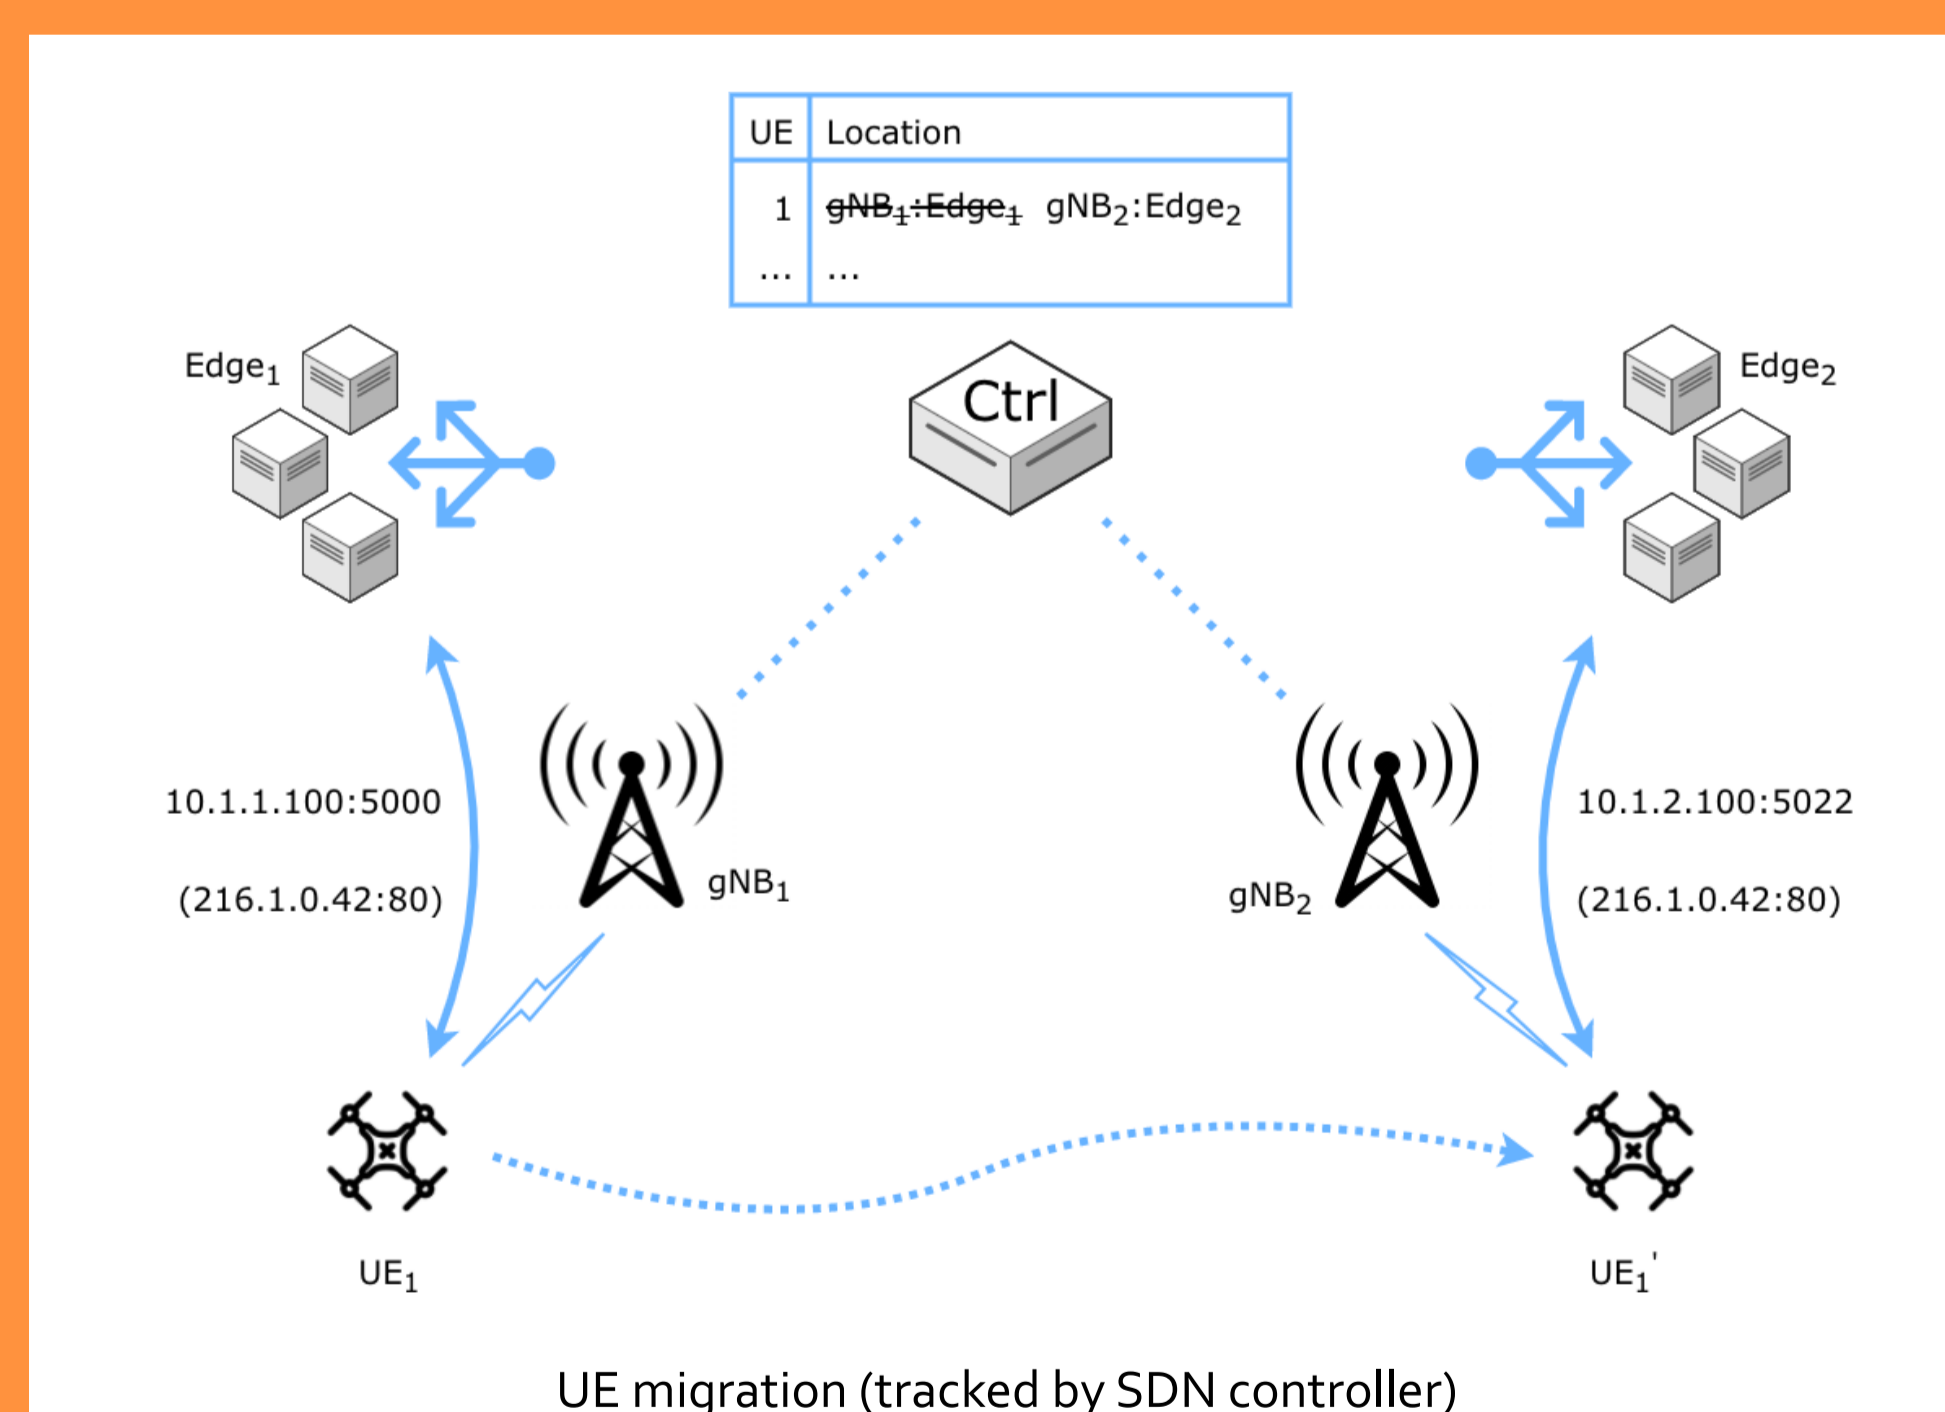 UE Location
1 gNB₁:Edge₁ gNB₂:Edge₂
... ...
Edge₁
Ctrl
Edge₂
10.1.1.100:5000
(216.1.0.42:80)
gNB₁
gNB₂
10.1.2.100:5022
(216.1.0.42:80)
UE₁
UE₁'
UE migration (tracked by SDN controller)